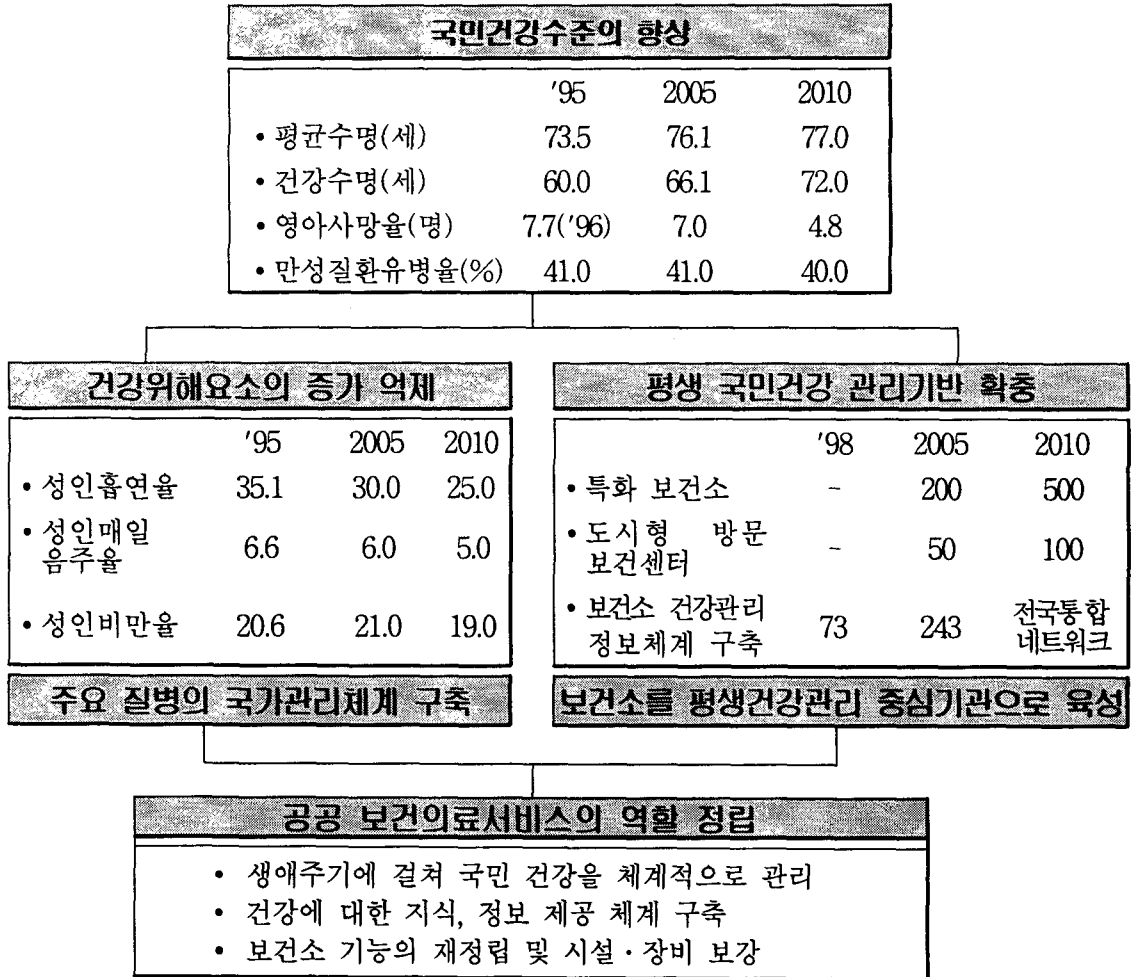 국민건강수준의 향상
'95 2005 2010
• 평균수명(세) 73.5 76.1 77.0
• 건강수명(세) 60.0 66.1 72.0
• 영아사망율(명) 7.7('96) 7.0 4.8
• 만성질환유병율(%) 41.0 41.0 40.0
건강위해요소의 증가 억제
'95 2005 2010
• 성인흡연율 35.1 30.0 25.0
• 성인매일
음주율 6.6 6.0 5.0
• 성인비만율 20.6 21.0 19.0
주요 질병의 국가관리체계 구축
평생 국민건강 관리기반 확충
'98 2005 2010
• 특화 보건소 - 200 500
• 도시형 방문
보건센터 - 50 100
• 보건소 건강관리
정보체계 구축 73 243 전국통합
네트워크
보건소를 평생건강관리 중심기관으로 육성
공공 보건의료서비스의 역할 정립
• 생애주기에 걸쳐 국민 건강을 체계적으로 관리
• 건강에 대한 지식, 정보 제공 체계 구축
• 보건소 기능의 재정립 및 시설·장비 보강